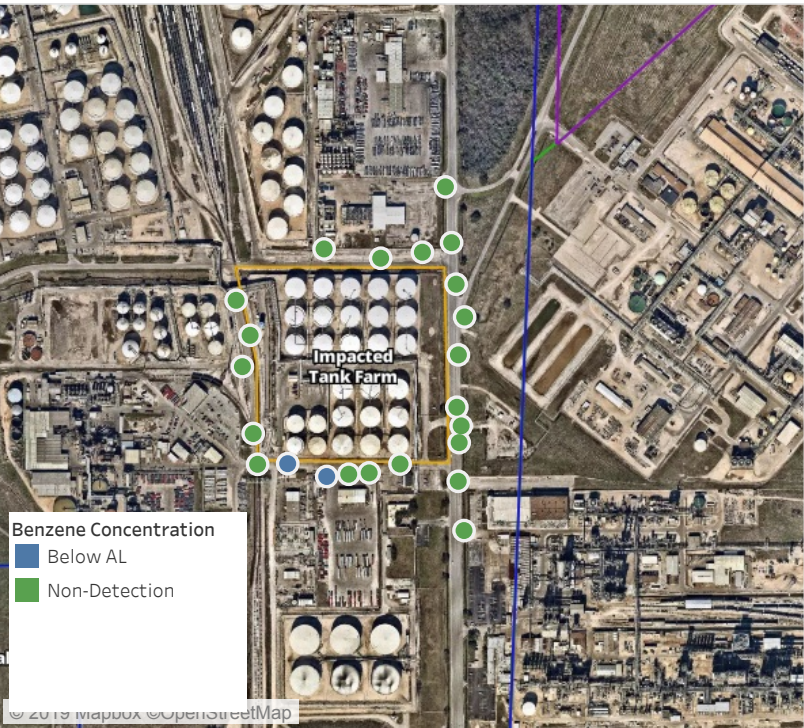 Impacted
Tank Farm
Benzene Concentration
Below AL
Non-Detection
© 2019 Mapbox ©OpenStreetMap